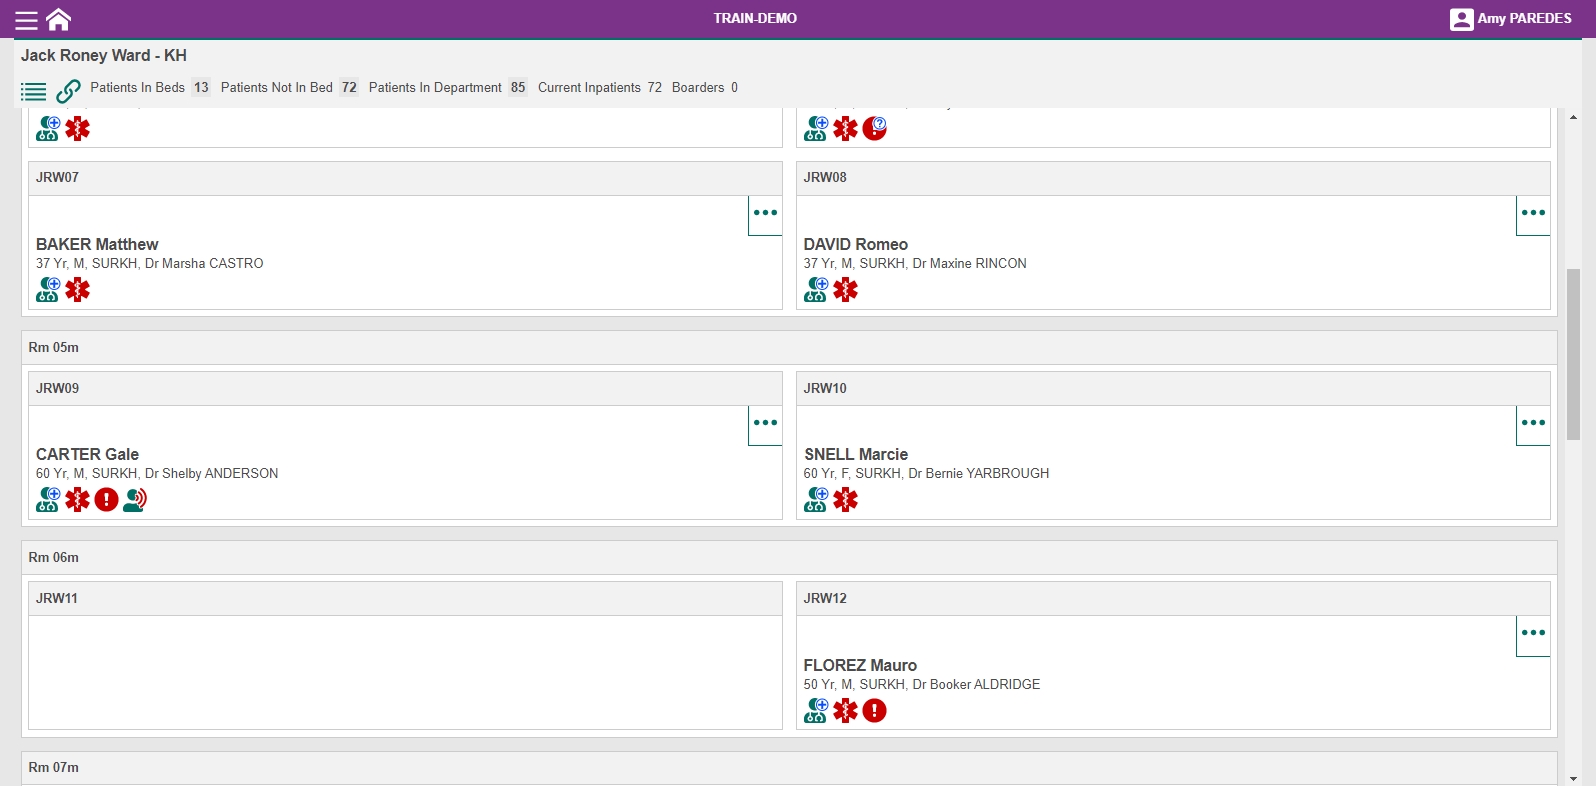 TRAIN-DEMO
Amy PAREDES
Jack Roney Ward - KH
Patients In Beds 13 Patients Not In Bed 72 Patients In Department 85 Current Inpatients 72 Boarders 0
JRW07
BAKER Matthew
37 Yr, M, SURKH, Dr Marsha CASTRO
JRW08
DAVID Romeo
37 Yr, M, SURKH, Dr Maxine RINCON
Rm 05m
JRW09
CARTER Gale
60 Yr, M, SURKH, Dr Shelby ANDERSON
JRW10
SNELL Marcie
60 Yr, F, SURKH, Dr Bernie YARBROUGH
Rm 06m
JRW11
JRW12
FLOREZ Mauro
50 Yr, M, SURKH, Dr Booker ALDRIDGE
Rm 07m